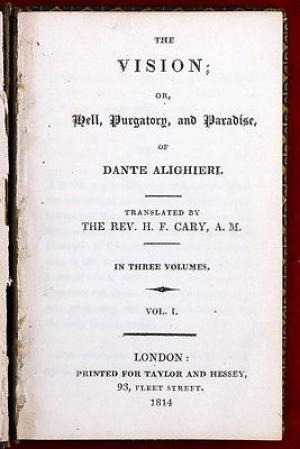 THE
VISION;
OR,
Hell, Purgatory, and Paradise,
OF
DANTE ALIGHIERI.
TRANSLATED BY
THE REV. H. F. CARY, A. M.
IN THREE VOLUMES.
VOL. I.
LONDON:
PRINTED FOR TAYLOR AND HESSEY,
93, FLEET STREET.
1814